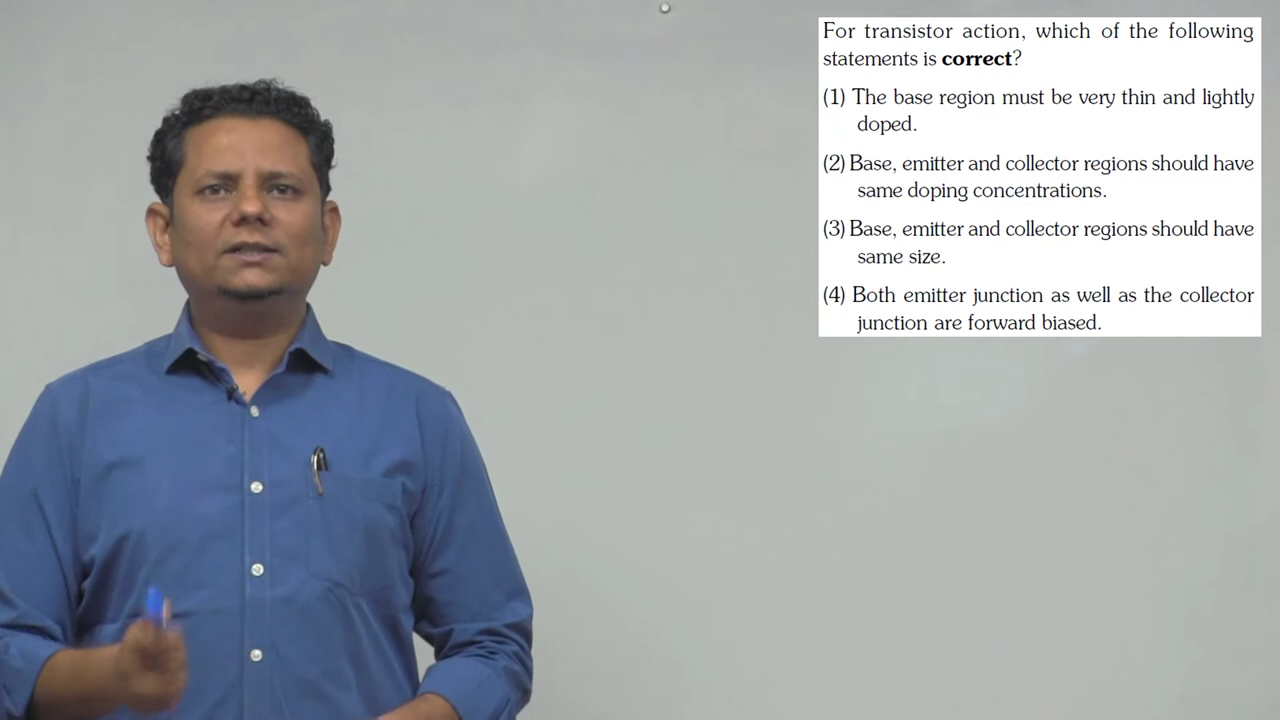 For transistor action, which of the following
statements is correct?
(1) The base region must be very thin and lightly
doped.
(2) Base, emitter and collector regions should have
same doping concentrations.
(3) Base, emitter and collector regions should have
same size.
(4) Both emitter junction as well as the collector
junction are forward biased.